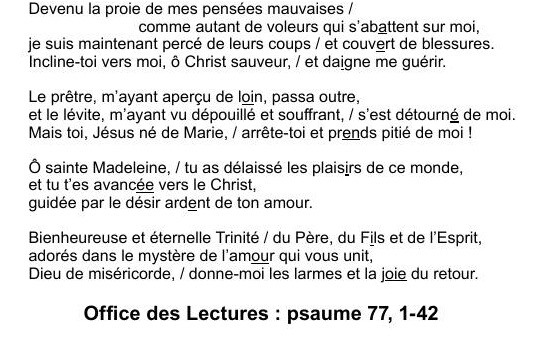 Devenu la proie de mes pensées mauvaises /
comme autant de voleurs qui s'abattent sur moi,
je suis maintenant percé de leurs coups / et couvert de blessures.
Incline-toi vers moi, ô Christ sauveur, / et daigne me guérir.
Le prêtre, m'ayant aperçu de loin, passa outre,
et le lévite, m'ayant vu dépouillé et souffrant, / s'est détourné de moi.
Mais toi, Jésus né de Marie, / arrête-toi et prends pitié de moi !
Ô sainte Madeleine, / tu as délaissé les plaisirs de ce monde,
et tu t'es avancée vers le Christ,
guidée par le désir ardent de ton amour.
Bienheureuse et éternelle Trinité / du Père, du Fils et de l'Esprit,
adorés dans le mystère de l'amour qui vous unit,
Dieu de miséricorde, / donne-moi les larmes et la joie du retour.
Office des Lectures : psaume 77, 1-42